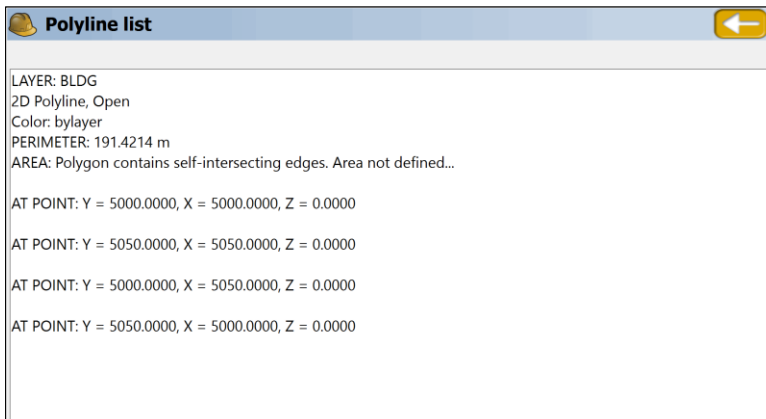 Polyline list
LAYER: BLDG
2D Polyline, Open
Color: bylayer
PERIMETER: 191.4214 m
AREA: Polygon contains self-intersecting edges. Area not defined...
AT POINT: Y = 5000.0000, X = 5000.0000, Z = 0.0000
AT POINT: Y = 5050.0000, X = 5050.0000, Z = 0.0000
AT POINT: Y = 5000.0000, X = 5050.0000, Z = 0.0000
AT POINT: Y = 5050.0000, X = 5000.0000, Z = 0.0000